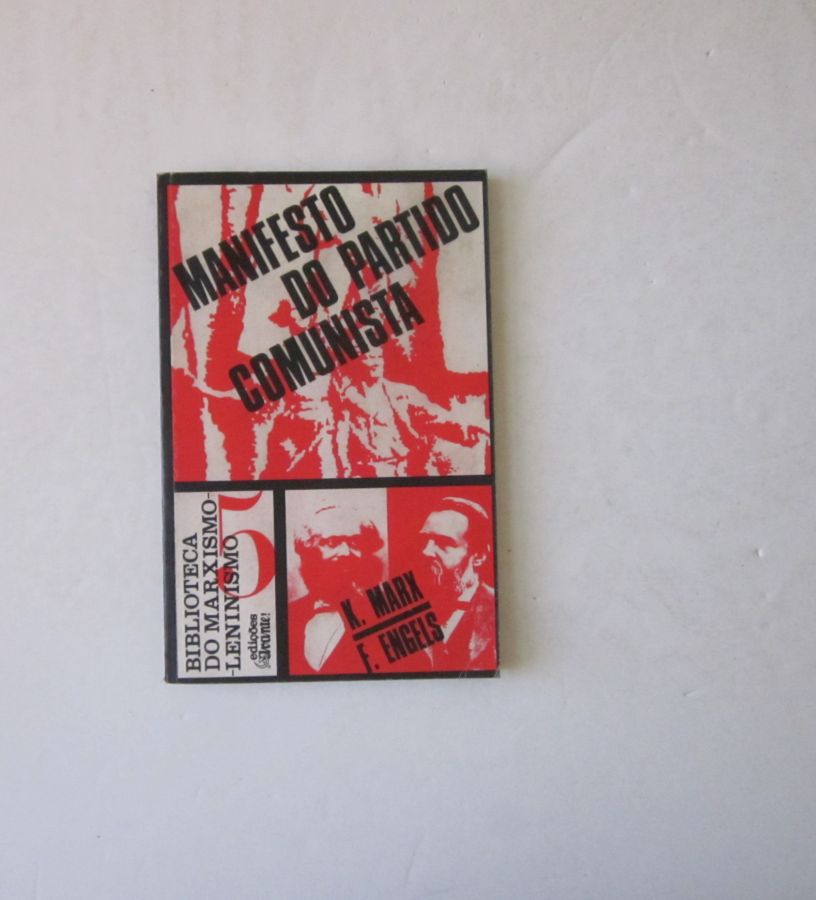 MANIFESTO
DO PARTIDO
COMUNISTA
BIBLIOTECA
DO MARXISMO-
-LENINISMO
5
edições
Avante!
K. MARX
F. ENGELS